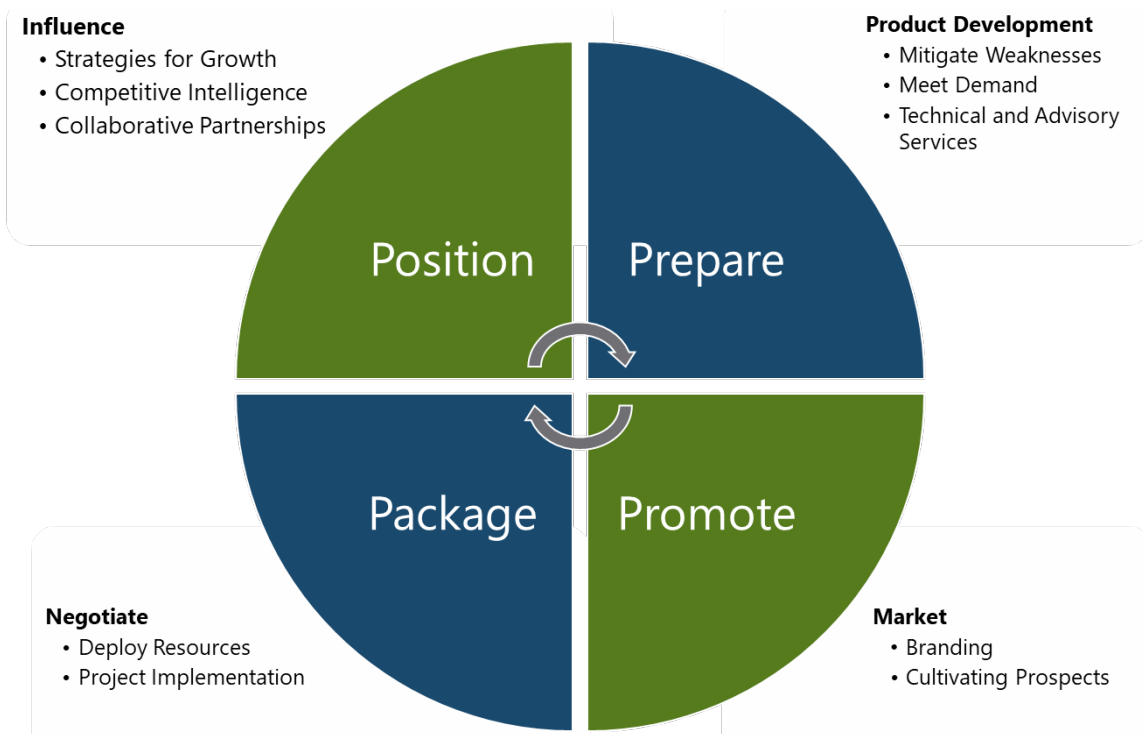 Influence
• Strategies for Growth
• Competitive Intelligence
• Collaborative Partnerships
Product Development
• Mitigate Weaknesses
• Meet Demand
• Technical and Advisory
Services
Position
Prepare
Package
Promote
Negotiate
• Deploy Resources
• Project Implementation
Market
• Branding
• Cultivating Prospects